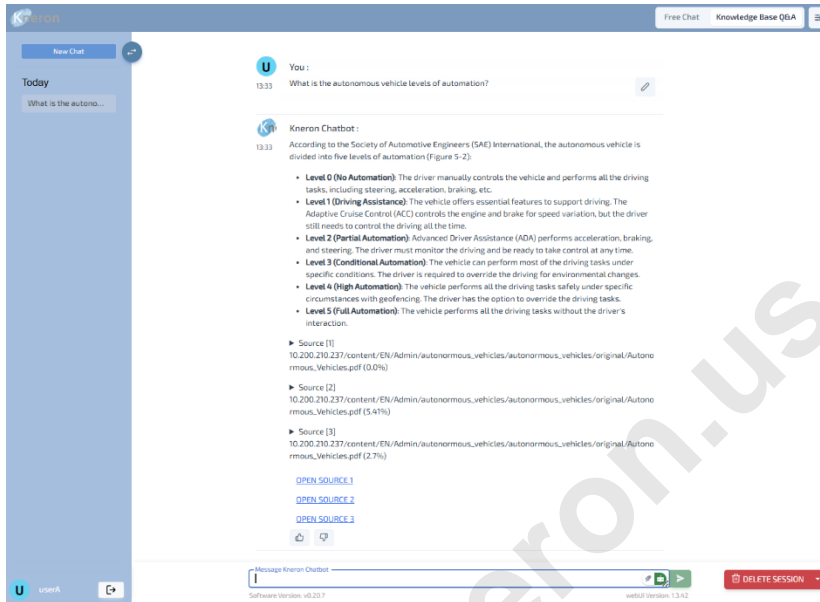 Kneron
Free Chat Knowledge Base Q&A
New Chat
Today
What is the autono...
U
You :
13:33
What is the autonomous vehicle levels of automation?
Kn
Kneron Chatbot :
13:33
According to the Society of Automotive Engineers (SAE) International, the autonomous vehicle is
divided into five levels of automation (Figure 5-2):
• Level 0 (No Automation): The driver manually controls the vehicle and performs all the driving
tasks, including steering, acceleration, braking, etc.
• Level 1 (Driving Assistance): The vehicle offers essential features to support driving. The
Adaptive Cruise Control (ACC) controls the engine and brake for speed variation, but the driver
still needs to control the driving all the time.
• Level 2 (Partial Automation): Advanced Driver Assistance (ADA) performs acceleration, braking,
and steering. The driver must monitor the driving and be ready to take control at any time.
• Level 3 (Conditional Automation): The vehicle can perform most of the driving tasks under
specific conditions. The driver is required to override the driving for environmental changes.
• Level 4 (High Automation): The vehicle performs all the driving tasks safely under specific
circumstances with geofencing. The driver has the option to override the driving tasks.
• Level 5 (Full Automation): The vehicle performs all the driving tasks without the driver's
interaction.
▶ Source [1]
10.200.210.237/content/EN/Admin/autonormous_vehicles/autonormous_vehicles/original/Autono
rmous_Vehicles.pdf (0.0%)
▶ Source [2]
10.200.210.237/content/EN/Admin/autonormous_vehicles/autonormous_vehicles/original/Autono
rmous_Vehicles.pdf (5.41%)
▶ Source [3]
10.200.210.237/content/EN/Admin/autonormous_vehicles/autonormous_vehicles/original/Autono
rmous_Vehicles.pdf (2.7%)
OPEN SOURCE 1
OPEN SOURCE 2
OPEN SOURCE 3
Message Kneron Chatbot
DELETE SESSION
U userA
Software Version: v0.20.7 webUI Version: 1.3.42
eron.us